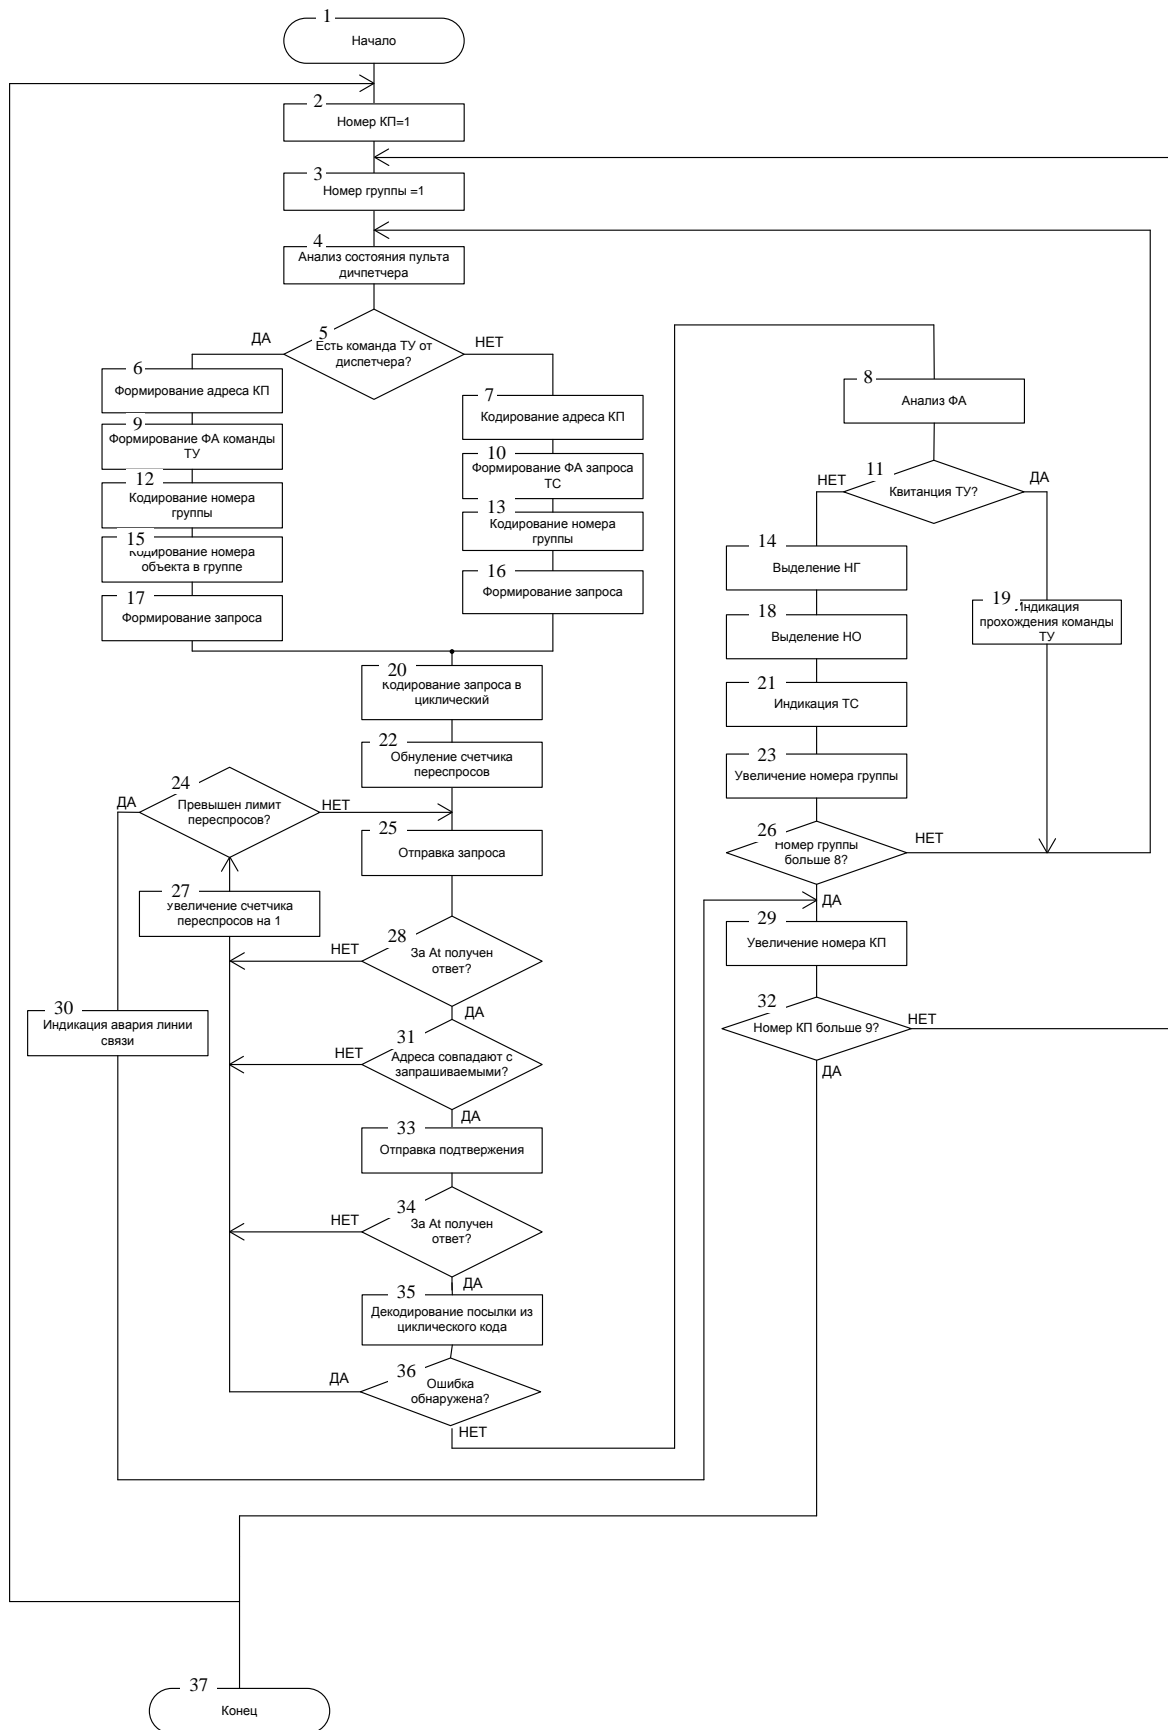 1
Начало
2
Номер КП=1
3
Номер группы =1
4
Анализ состояния пульта
дичпетчера
5
Есть команда ТУ от
диспетчера?
ДА
НЕТ
6
Формирование адреса КП
7
Кодирование адреса КП
8
Анализ ФА
9
Формирование ФА команды
ТУ
10
Формирование ФА запроса
ТС
11
Квитанция ТУ?
НЕТ
ДА
12
Кодирование номера
группы
13
Кодирование номера
группы
14
Выделение НГ
15
Кодирование номера
объекта в группе
16
Формирование запроса
17
Формирование запроса
18
Выделение НО
19
Индикация
прохождения команды
ТУ
20
Кодирование запроса в
циклический
21
Индикация ТС
22
Обнуление счетчика
переспросов
23
Увеличение номера группы
24
Превышен лимит
переспросов?
ДА
НЕТ
25
Отправка запроса
26
Номер группы
больше 8?
НЕТ
ДА
27
Увеличение счетчика
переспросов на 1
28
За At получен
ответ?
НЕТ
ДА
29
Увеличение номера КП
30
Индикация авария линии
связи
31
Адреса совпадают с
запрашиваемыми?
НЕТ
ДА
32
Номер КП больше 9?
НЕТ
ДА
33
Отправка подтвержения
34
За At получен
ответ?
НЕТ
ДА
35
Декодирование посылки из
циклического кода
36
Ошибка
обнаружена?
ДА
НЕТ
37
Конец